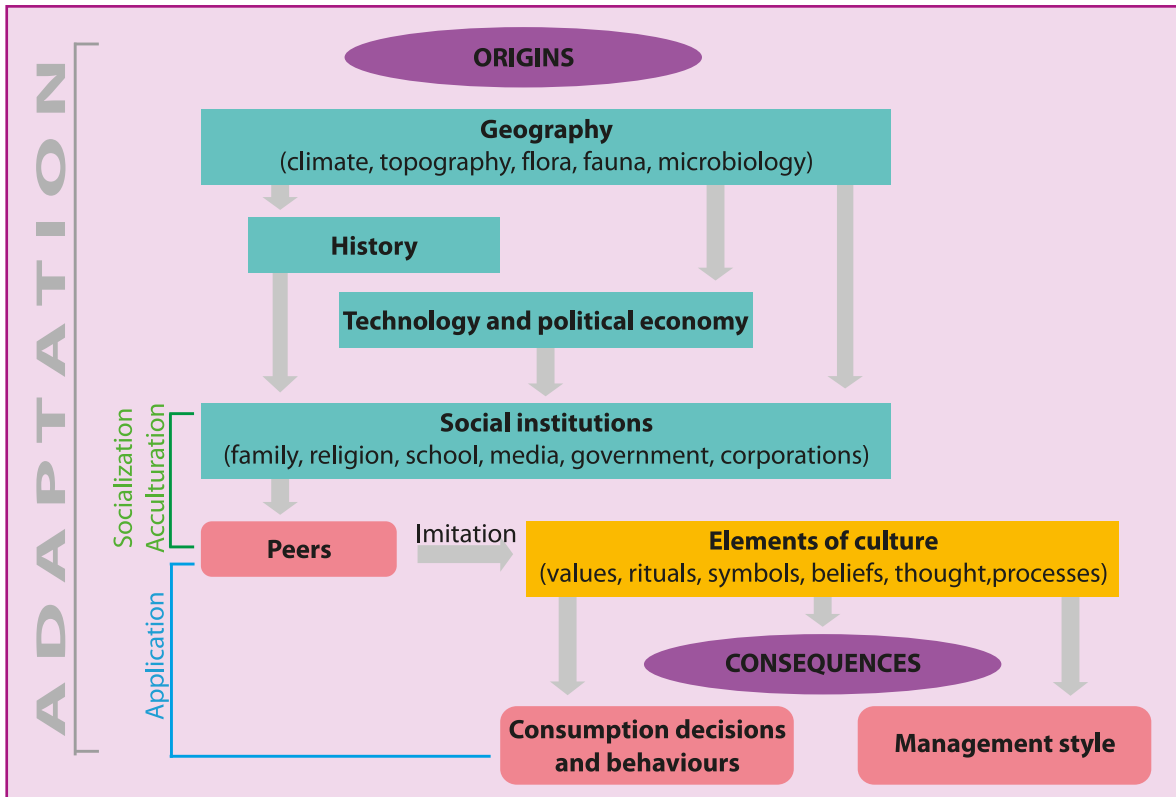 ADAPTATION
ORIGINS
Geography
(climate, topography, flora, fauna, microbiology)
History
Technology and political economy
Social institutions
(family, religion, school, media, government, corporations)
Socialization
Acculturation
Peers
Imitation
Elements of culture
(values, rituals, symbols, beliefs, thought,processes)
Application
CONSEQUENCES
Consumption decisions
and behaviours
Management style